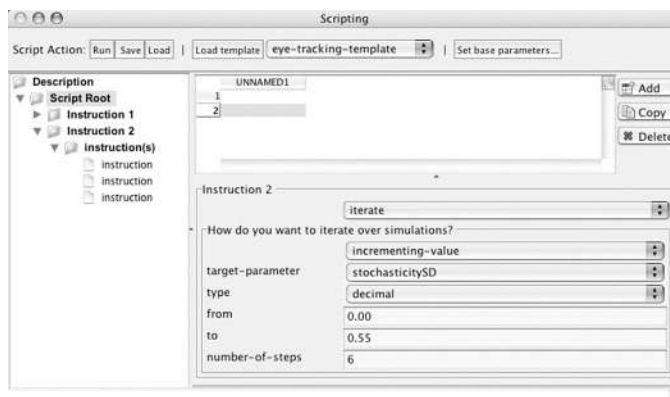 Scripting
Script Action: Run Save Load | Load template eye-tracking-template | Set base parameters...
Description
Script Root
Instruction 1
Instruction 2
instruction(s)
instruction
instruction
instruction
UNNAMED1
1
2
Add
Copy
Delete
Instruction 2
iterate
How do you want to iterate over simulations?
incrementing-value
target-parameter stochasticitySD
type decimal
from 0.00
to 0.55
number-of-steps 6